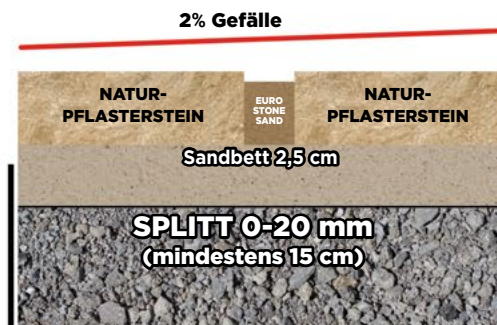 2% Gefälle
NATUR-
PFLASTERSTEIN
EURO
STONE
SAND
NATUR-
PFLASTERSTEIN
Sandbett 2,5 cm
SPLITT 0-20 mm
(mindestens 15 cm)